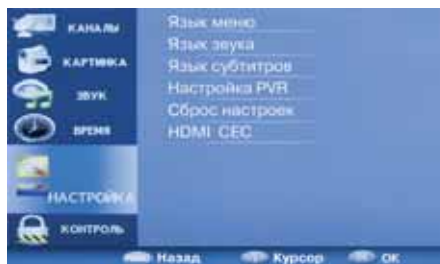 КАНАЛЫ
КАРТИНКА
ЗВУК
ВРЕМЯ
НАСТРОЙКА
КОНТРОЛЬ
Язык меню
Язык звука
Язык субтитров
Настройка PVR
Сброс настроек
HDMI CEC
Назад
Курсор
ОК